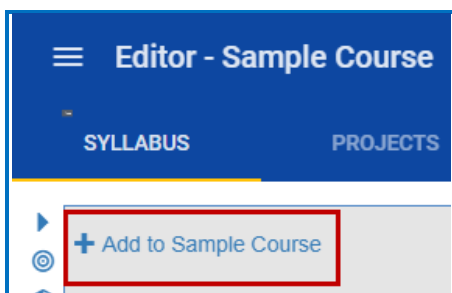 Editor - Sample Course
SYLLABUS PROJECTS
+ Add to Sample Course